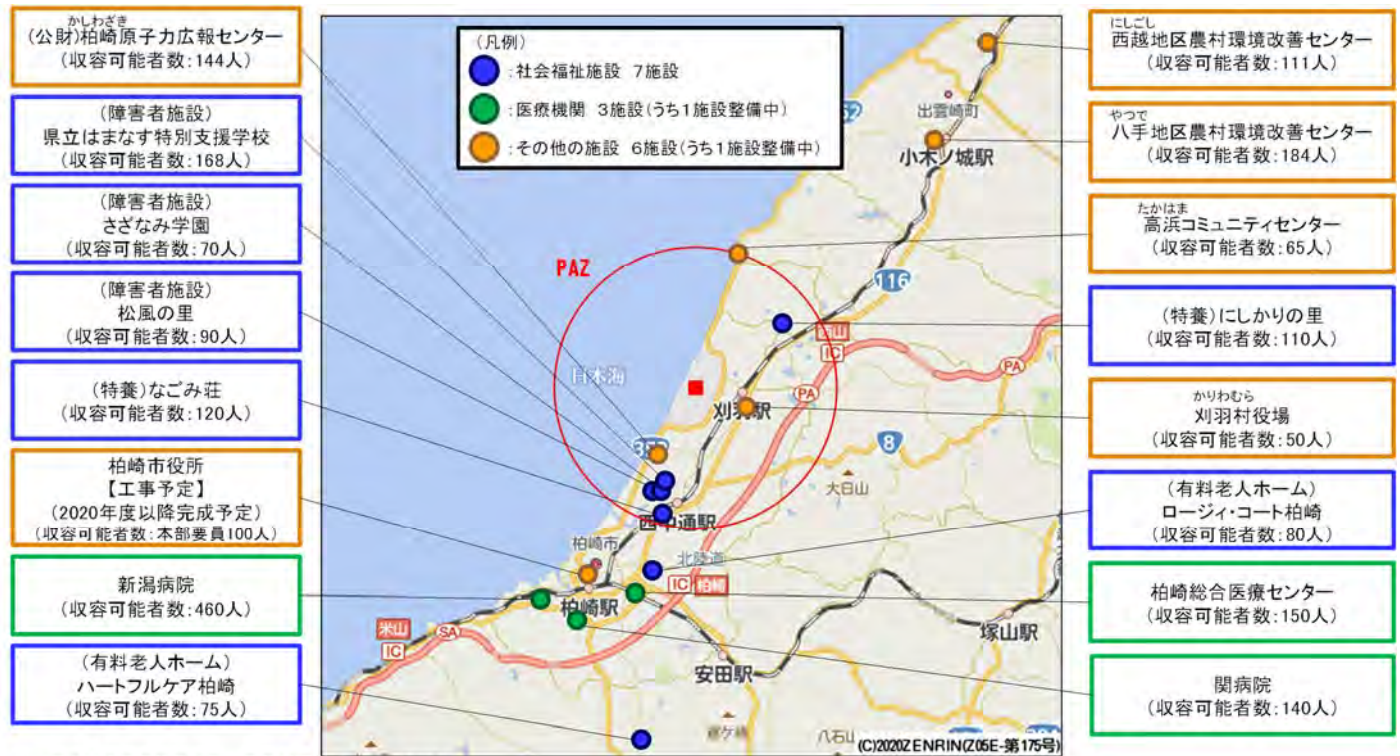 かしわざき
(公財)柏崎原子力広報センター
(収容可能者数:144人)
(障害者施設)
県立はまなす特別支援学校
(収容可能者数:168人)
(障害者施設)
さざなみ学園
(収容可能者数:70人)
(障害者施設)
松風の里
(収容可能者数:90人)
(特養)なごみ荘
(収容可能者数:120人)
柏崎市役所
【工事予定】
(2020年度以降完成予定)
(収容可能者数:本部要員100人)
新潟病院
(収容可能者数:460人)
(有料老人ホーム)
ハートフルケア柏崎
(収容可能者数:75人)
(凡例)
:社会福祉施設 7施設
:医療機関 3施設(うち1施設整備中)
:その他の施設 6施設(うち1施設整備中)
出雲崎町
小木ノ城駅
PAZ
116
西山
IC
日本海
PA
PA
刈羽駅
8
大日山
西中通駅
柏崎市
北陸道
IC
柏崎
柏崎駅
米山
IC
SA
塚山駅
安田駅
八石山
(C)2020ZENRIN(Z05E-第175号)
にしごし
西越地区農村環境改善センター
(収容可能者数:111人)
やつで
八手地区農村環境改善センター
(収容可能者数:184人)
たかはま
高浜コミュニティセンター
(収容可能者数:65人)
(特養)にしかりの里
(収容可能者数:110人)
かりわむら
刈羽村役場
(収容可能者数:50人)
(有料老人ホーム)
ロージィ・コート柏崎
(収容可能者数:80人)
柏崎総合医療センター
(収容可能者数:150人)
関病院
(収容可能者数:140人)